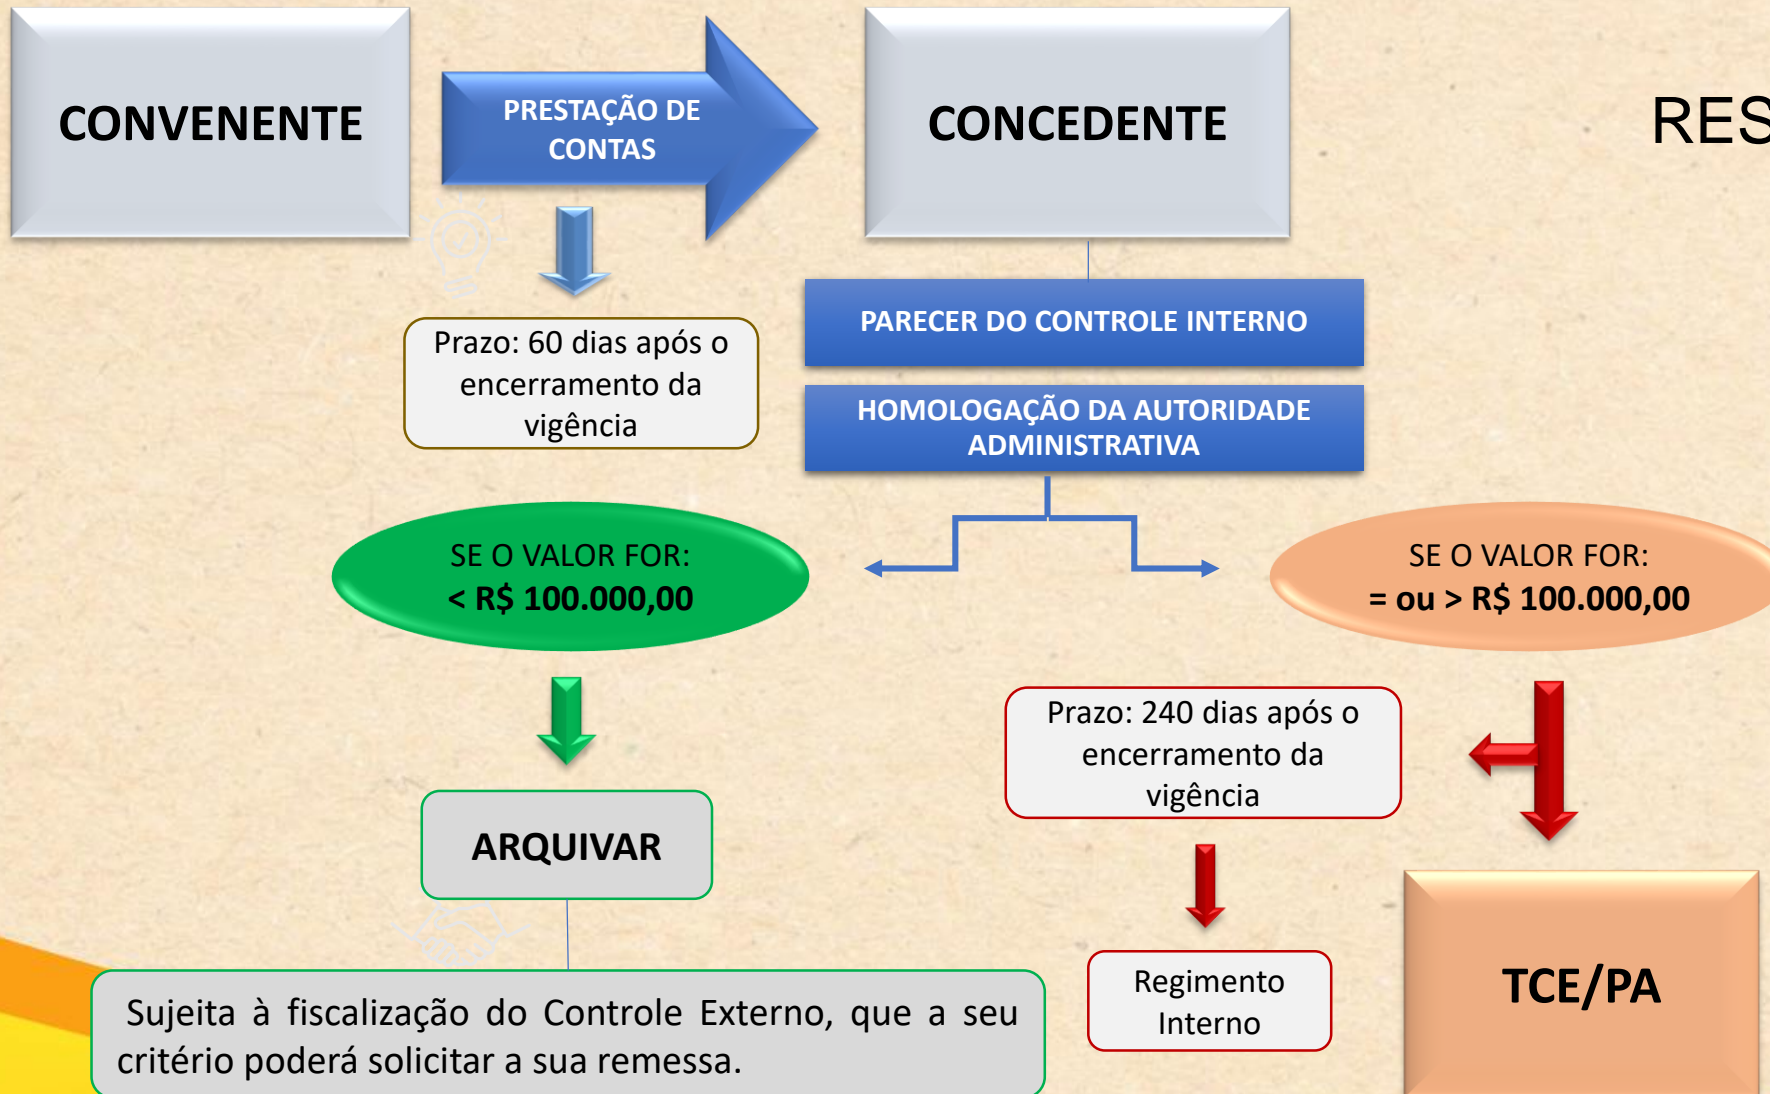 CONVENENTE
PRESTAÇÃO DE
CONTAS
CONCEDENTE
RES
PARECER DO CONTROLE INTERNO
Prazo: 60 dias após o
encerramento da
vigência
HOMOLOGAÇÃO DA AUTORIDADE
ADMINISTRATIVA
SE O VALOR FOR:
< R$ 100.000,00
SE O VALOR FOR:
= ou > R$ 100.000,00
Prazo: 240 dias após o
encerramento da
vigência
ARQUIVAR
Regimento
Interno
TCE/PA
Sujeita à fiscalização do Controle Externo, que a seu
critério poderá solicitar a sua remessa.